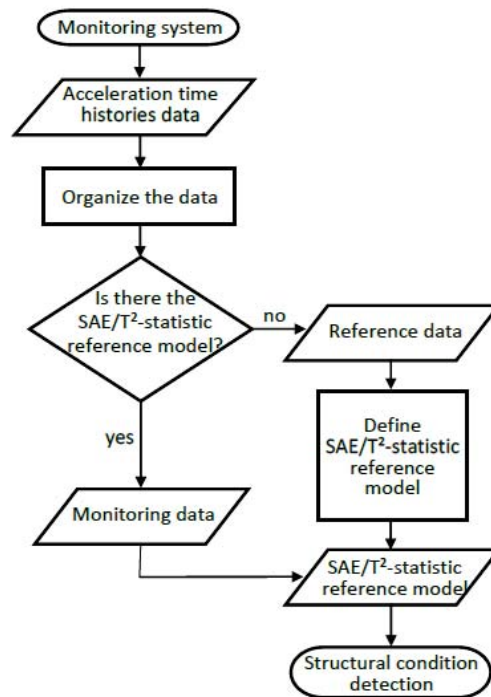 Monitoring system
Acceleration time
histories data
Organize the data
Is there the
SAE/T²-statistic
reference model?
no
Reference data
Define
SAE/T²-statistic
reference
model
yes
Monitoring data
SAE/T²-statistic
reference model
Structural condition
detection